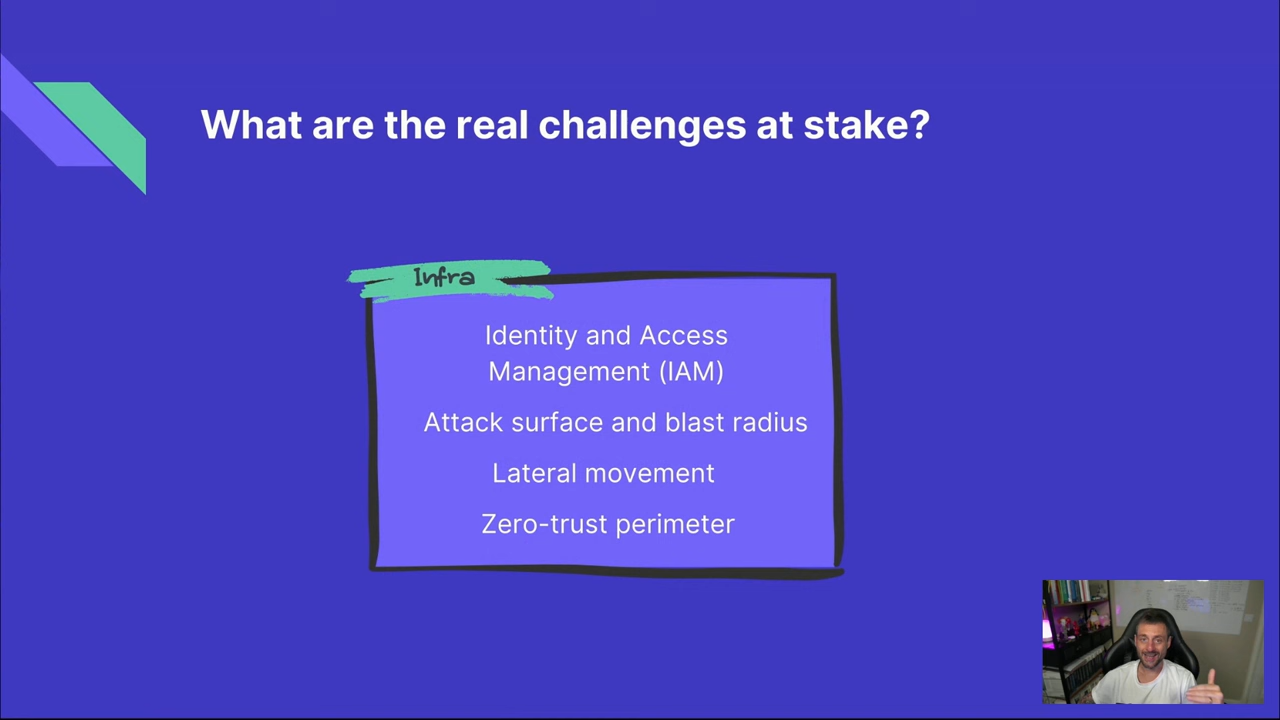 What are the real challenges at stake?
Infra
Identity and Access
Management (IAM)
Attack surface and blast radius
Lateral movement
Zero-trust perimeter